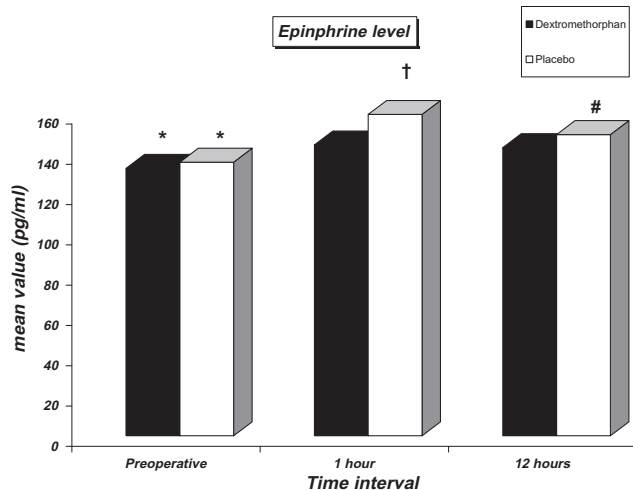 Epinphrine level
Dextromethorphan
Placebo
†
#
* *
160
140
120
100
80
60
40
20
0
mean value (pg/ml)
Preoperative 1 hour 12 hours
Time interval